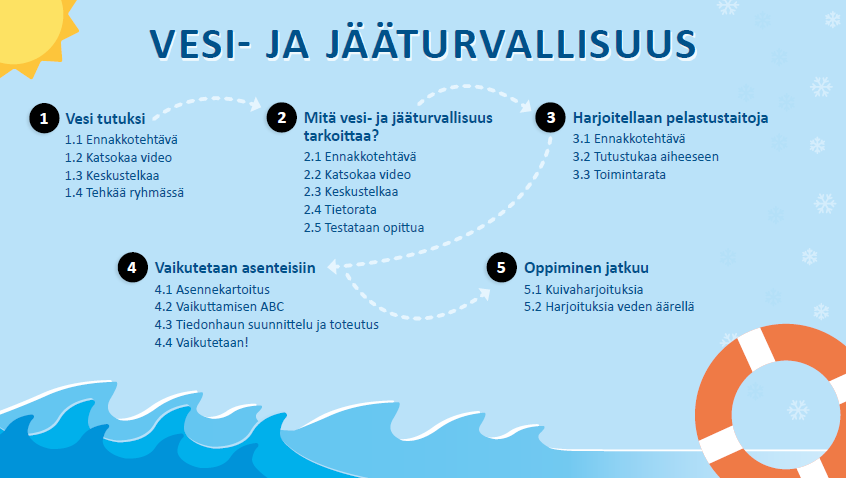 VESI- JA JÄÄTURVALLISUUS
1 Vesi tutuksi
1.1 Ennakkotehtävä
1.2 Katsokaa video
1.3 Keskustelkaa
1.4 Tehkää ryhmässä
2 Mitä vesi- ja jääturvallisuus
tarkoittaa?
2.1 Ennakkotehtävä
2.2 Katsokaa video
2.3 Keskustelkaa
2.4 Tietorata
2.5 Testataan opittua
3 Harjoitellaan pelastustaitoja
3.1 Ennakkotehtävä
3.2 Tutustukaa aiheeseen
3.3 Toimintarata
4 Vaikutetaan asenteisiin
4.1 Asennekartoitus
4.2 Vaikuttamisen ABC
4.3 Tiedonhaun suunnittelu ja toteutus
4.4 Vaikutetaan!
5 Oppiminen jatkuu
5.1 Kuivaharjoituksia
5.2 Harjoituksia veden äärellä